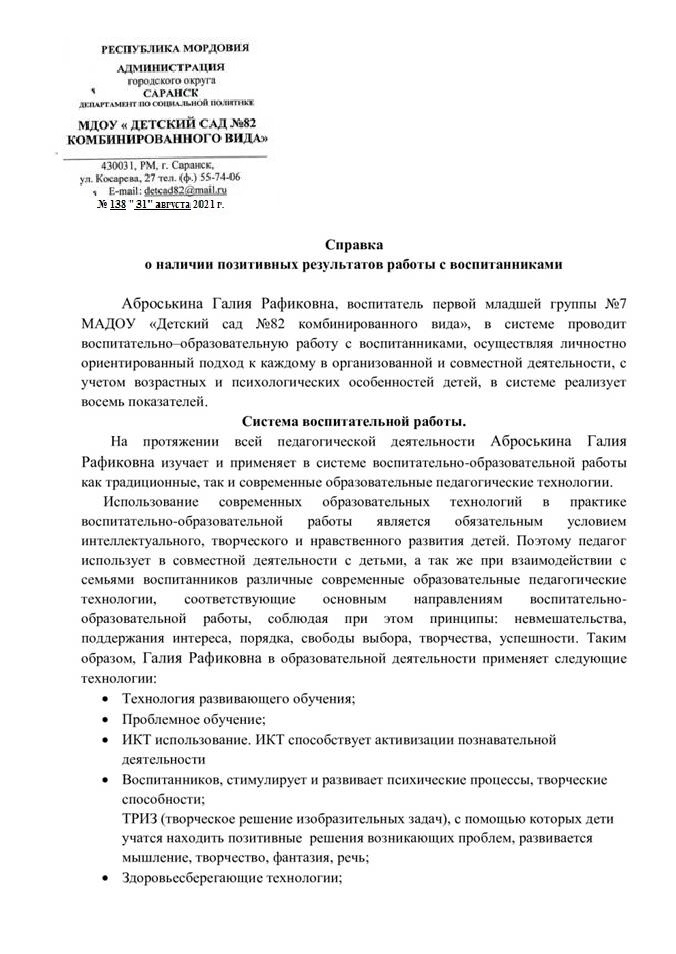 РЕСПУБЛИКА МОРДОВИЯ
АДМИНИСТРАЦИЯ
городского округа
САРАНСК
ДЕПАРТАМЕНТ ПО СОЦИАЛЬНОЙ ПОЛИТИКЕ
МДОУ « ДЕТСКИЙ САД №82
КОМБИНИРОВАННОГО ВИДА»
430031, РМ, г. Саранск,
ул. Косарева, 27 тел. (ф.) 55-74-06
E-mail: detcad82@mail.ru
№ 138 " 31" августа 2021 г.
Справка
о наличии позитивных результатов работы с воспитанниками
Аброськина Галия Рафиковна, воспитатель первой младшей группы №7
МАДОУ «Детский сад №82 комбинированного вида», в системе проводит
воспитательно–образовательную работу с воспитанниками, осуществляя личностно
ориентированный подход к каждому в организованной и совместной деятельности, с
учетом возрастных и психологических особенностей детей, в системе реализует
восемь показателей.
Система воспитательной работы.
На протяжении всей педагогической деятельности Аброськина Галия
Рафиковна изучает и применяет в системе воспитательно-образовательной работы
как традиционные, так и современные образовательные педагогические технологии.
Использование современных образовательных технологий в практике
воспитательно-образовательной работы является обязательным условием
интеллектуального, творческого и нравственного развития детей. Поэтому педагог
использует в совместной деятельности с детьми, а так же при взаимодействии с
семьями воспитанников различные современные образовательные педагогические
технологии, соответствующие основным направлениям воспитательно-
образовательной работы, соблюдая при этом принципы: невмешательства,
поддержания интереса, порядка, свободы выбора, творчества, успешности. Таким
образом, Галия Рафиковна в образовательной деятельности применяет следующие
технологии:
• Технология развивающего обучения;
• Проблемное обучение;
• ИКТ использование. ИКТ способствует активизации познавательной
деятельности
• Воспитанников, стимулирует и развивает психические процессы, творческие
способности;
ТРИЗ (творческое решение изобразительных задач), с помощью которых дети
учатся находить позитивные решения возникающих проблем, развивается
мышление, творчество, фантазия, речь;
• Здоровьесберегающие технологии;